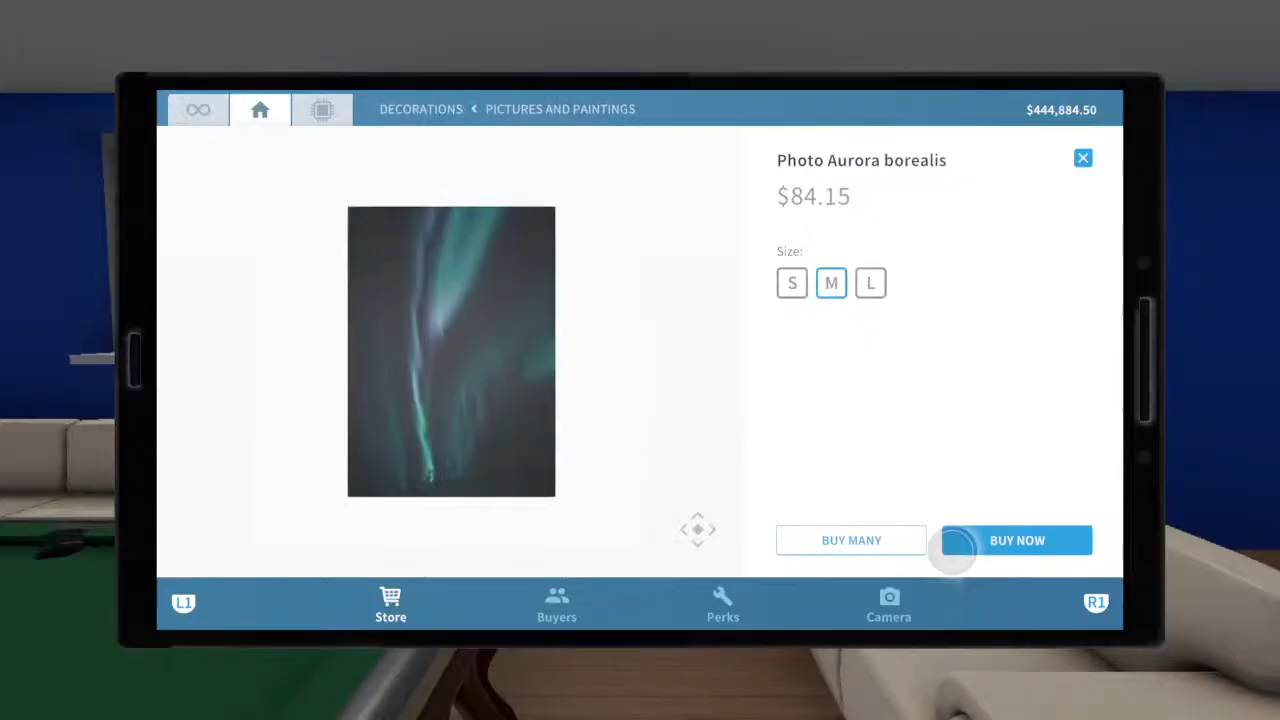 DECORATIONS < PICTURES AND PAINTINGS
$444,884.50
Photo Aurora borealis
$84.15
Size:
S M L
BUY MANY
BUY NOW
L1
Store
Buyers
Perks
Camera
R1